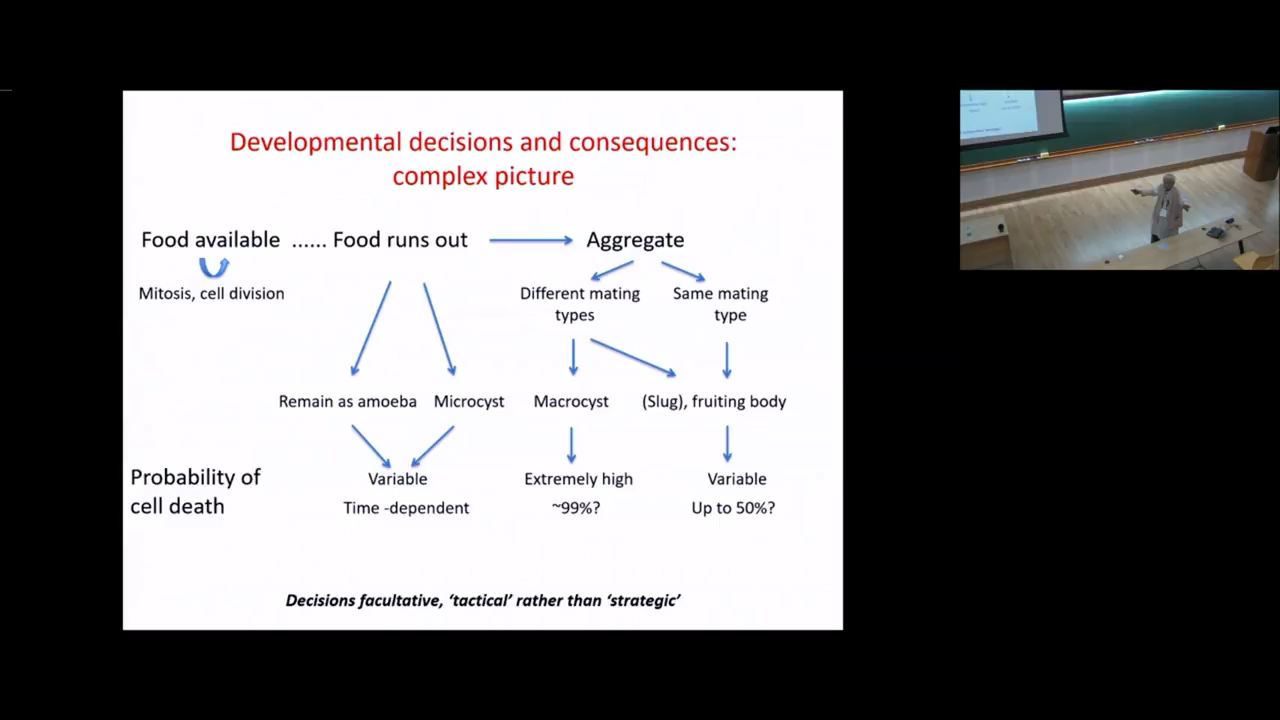 Developmental decisions and consequences:
complex picture
Food available ...... Food runs out
Aggregate
Mitosis, cell division
Different mating
types
Same mating
type
Remain as amoeba
Microcyst
Macrocyst
(Slug), fruiting body
Probability of
cell death
Variable
Time -dependent
Extremely high
~99%?
Variable
Up to 50%?
Decisions facultative, ‘tactical’ rather than ‘strategic’